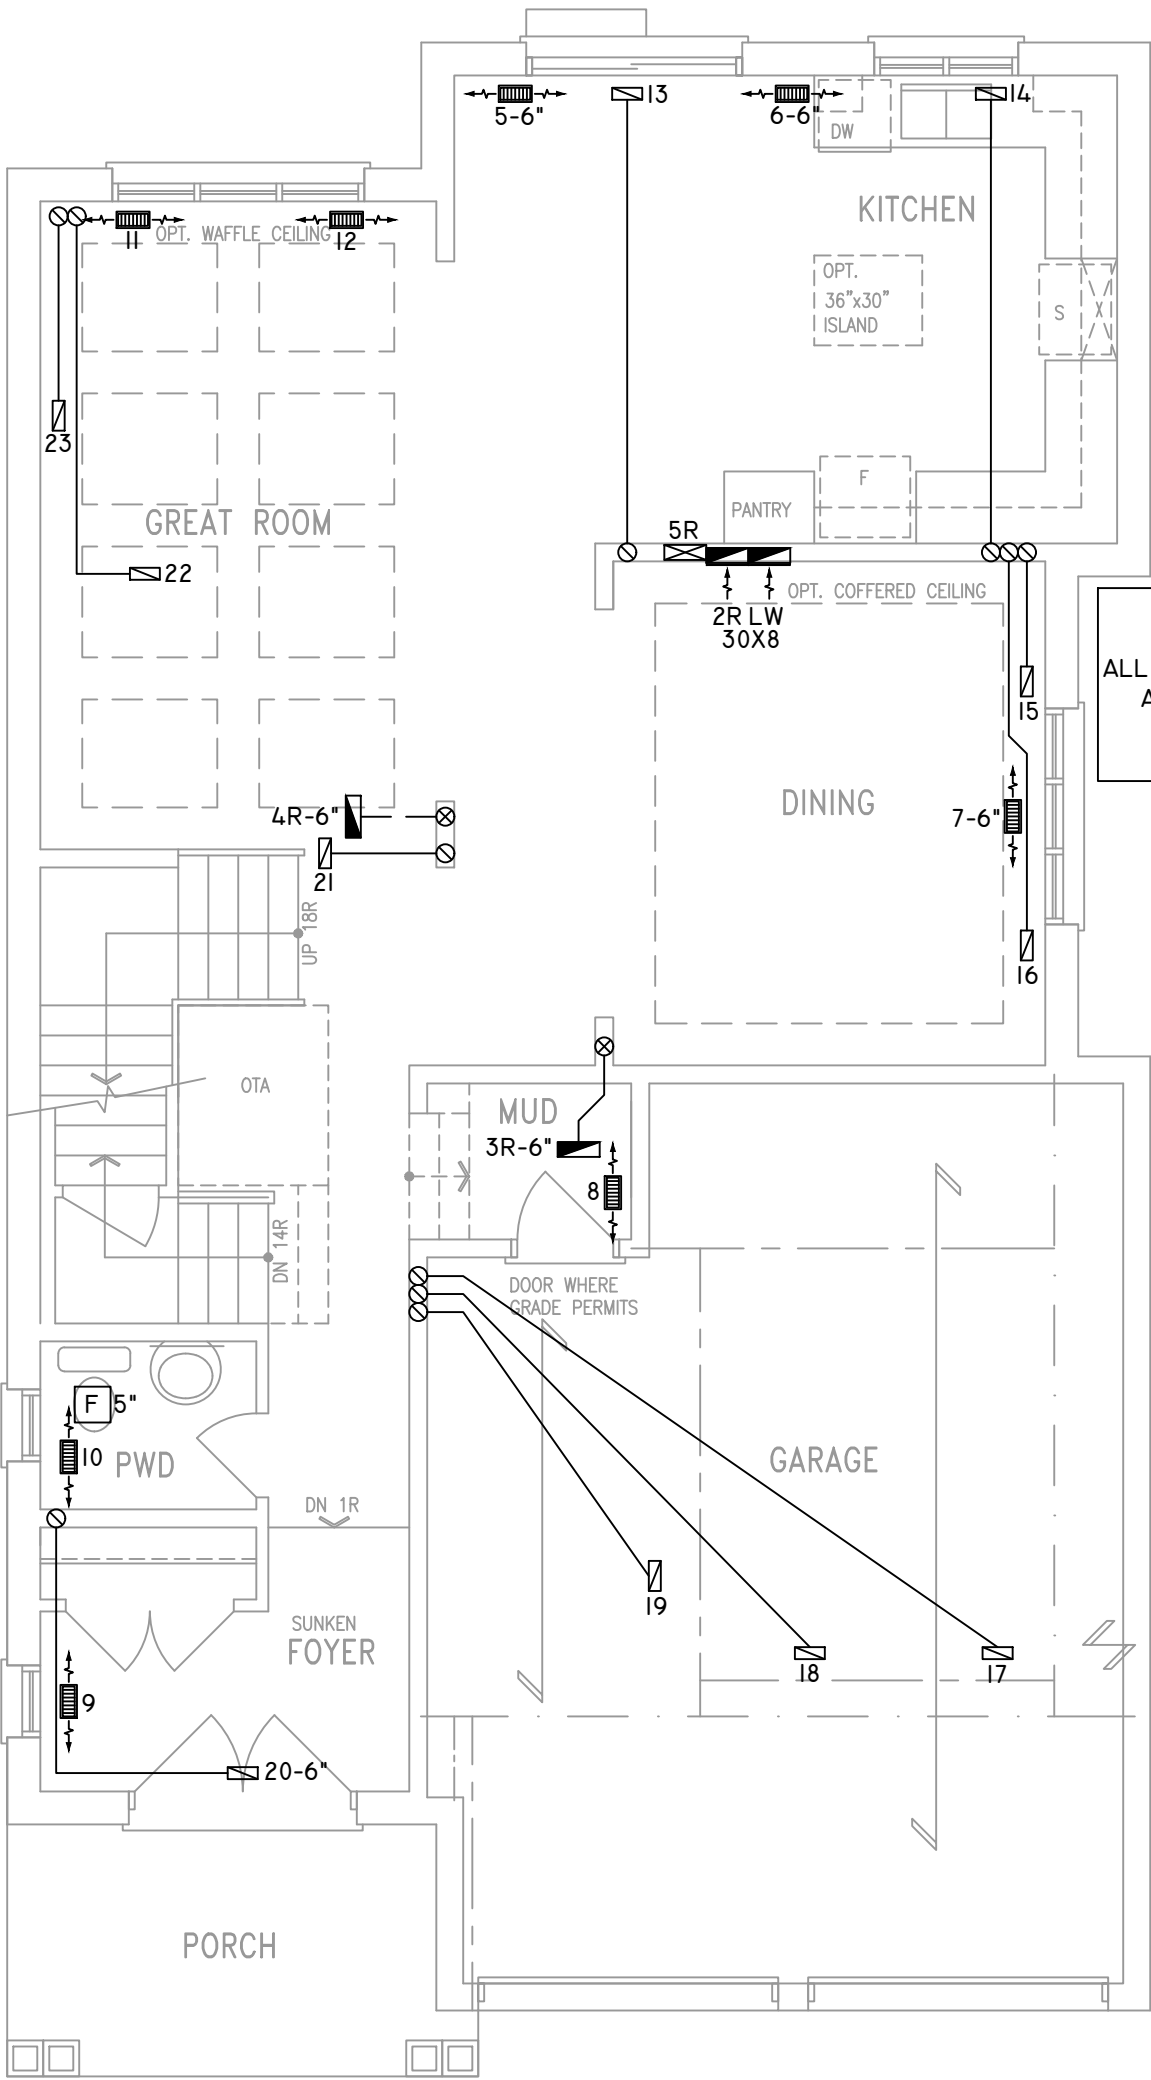 13
14
5-6"
6-6"
DW
KITCHEN
11
OPT. WAFFLE CEILING
12
OPT.
36"x30"
ISLAND
S
23
F
PANTRY
GREAT ROOM
5R
22
OPT. COFFERED CEILING
2R LW
30X8
ALL
A
15
DINING
4R-6"
7-6"
21
UP 18R
16
OTA
MUD
3R-6"
8
DN 14R
DOOR WHERE
GRADE PERMITS
F 5"
10
PWD
GARAGE
DN 1R
19
SUNKEN
FOYER
18
17
9
20-6"
PORCH